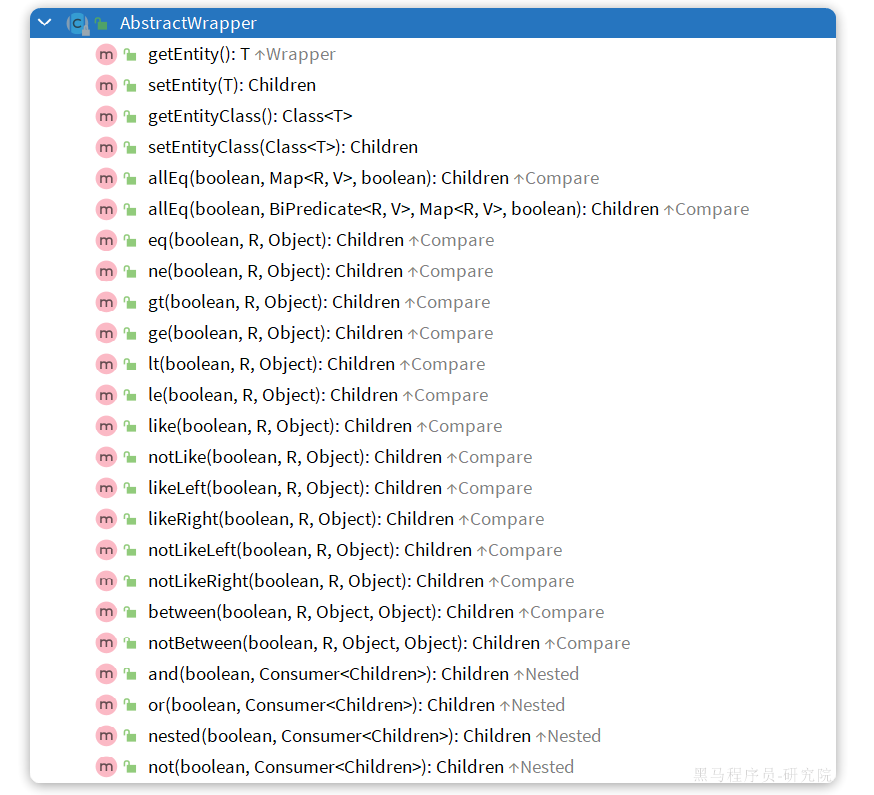 AbstractWrapper
getEntity(): T ↑Wrapper
setEntity(T): Children
getEntityClass(): Class<T>
setEntityClass(Class<T>): Children
allEq(boolean, Map<R, V>, boolean): Children ↑Compare
allEq(boolean, BiPredicate<R, V>, Map<R, V>, boolean): Children ↑Compare
eq(boolean, R, Object): Children ↑Compare
ne(boolean, R, Object): Children ↑Compare
gt(boolean, R, Object): Children ↑Compare
ge(boolean, R, Object): Children ↑Compare
lt(boolean, R, Object): Children ↑Compare
le(boolean, R, Object): Children ↑Compare
like(boolean, R, Object): Children ↑Compare
notLike(boolean, R, Object): Children ↑Compare
likeLeft(boolean, R, Object): Children ↑Compare
likeRight(boolean, R, Object): Children ↑Compare
notLikeLeft(boolean, R, Object): Children ↑Compare
notLikeRight(boolean, R, Object): Children ↑Compare
between(boolean, R, Object, Object): Children ↑Compare
notBetween(boolean, R, Object, Object): Children ↑Compare
and(boolean, Consumer<Children>): Children ↑Nested
or(boolean, Consumer<Children>): Children ↑Nested
nested(boolean, Consumer<Children>): Children ↑Nested
not(boolean, Consumer<Children>): Children ↑Nested
黑马程序员-研究院